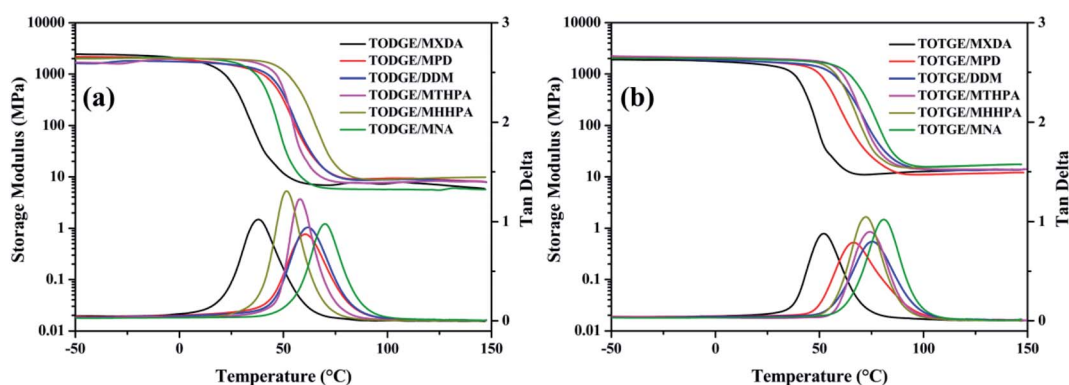 10000
1000
100
10
1
0.1
0.01
Storage Modulus (MPa)
(a)
TODGE/MXDA
TODGE/MPD
TODGE/DDM
TODGE/MTHPA
TODGE/MHHPA
TODGE/MNA
3
2
1
0
Tan Delta
-50
0
50
100
150
Temperature (°C)
10000
1000
100
10
1
0.1
0.01
Storage Modulus (MPa)
(b)
TOTGE/MXDA
TOTGE/MPD
TOTGE/DDM
TOTGE/MTHPA
TOTGE/MHHPA
TOTGE/MNA
3
2
1
0
Tan Delta
-50
0
50
100
150
Temperature (°C)